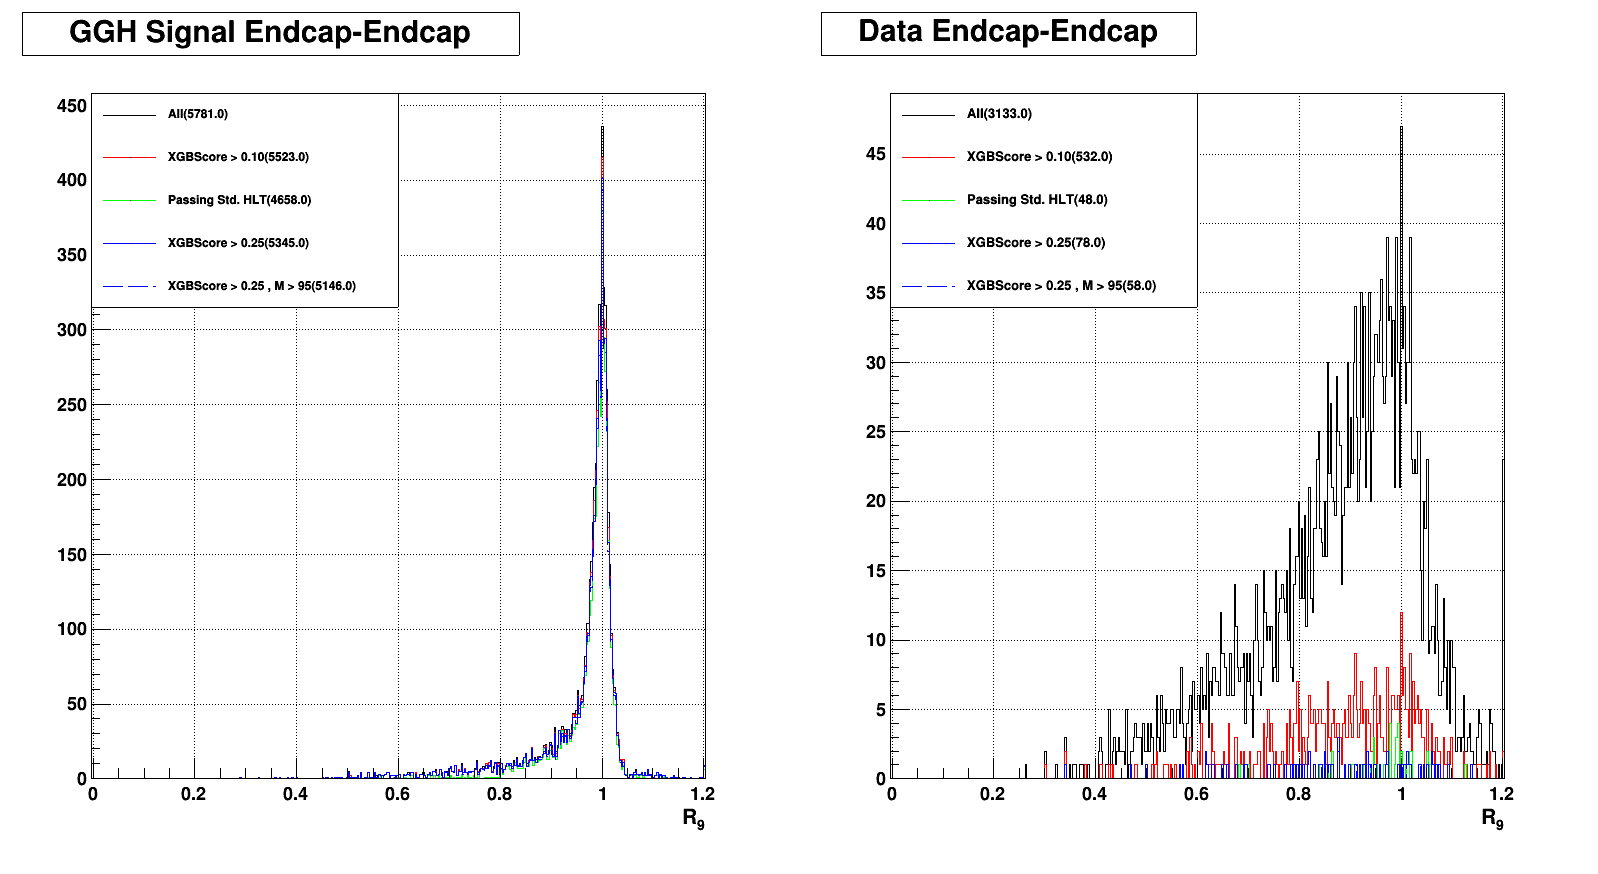 GGH Signal Endcap-Endcap
450
400
350
300
250
200
150
100
50
0
All(5781.0)
XGBScore > 0.10(5523.0)
Passing Std. HLT(4658.0)
XGBScore > 0.25(5345.0)
XGBScore > 0.25 , M > 95(5146.0)
0 0.2 0.4 0.6 0.8 1 1.2
R9
Data Endcap-Endcap
45
40
35
30
25
20
15
10
5
0
All(3133.0)
XGBScore > 0.10(532.0)
Passing Std. HLT(48.0)
XGBScore > 0.25(78.0)
XGBScore > 0.25 , M > 95(58.0)
0 0.2 0.4 0.6 0.8 1 1.2
R9